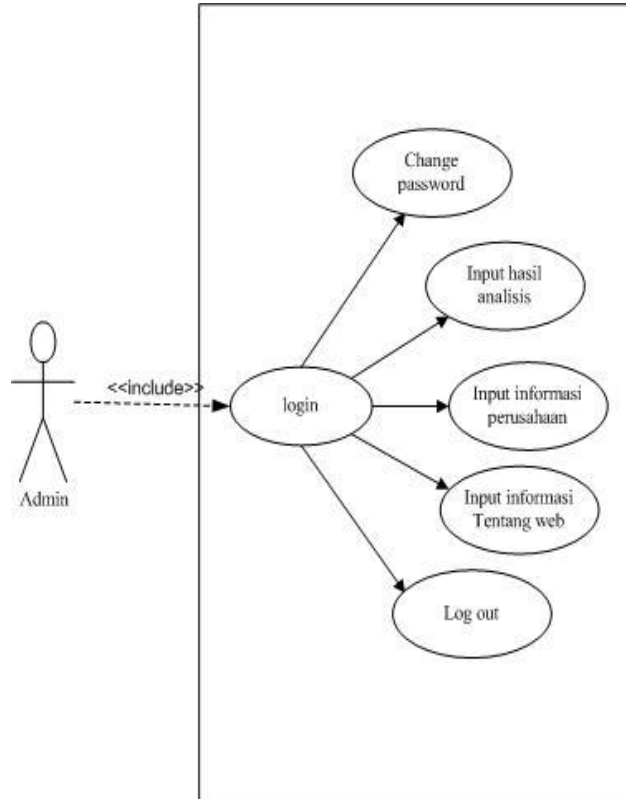 Change
password
Input hasil
analisis
<<include>>
login
Input informasi
perusahaan
Admin
Input informasi
Tentang web
Log out